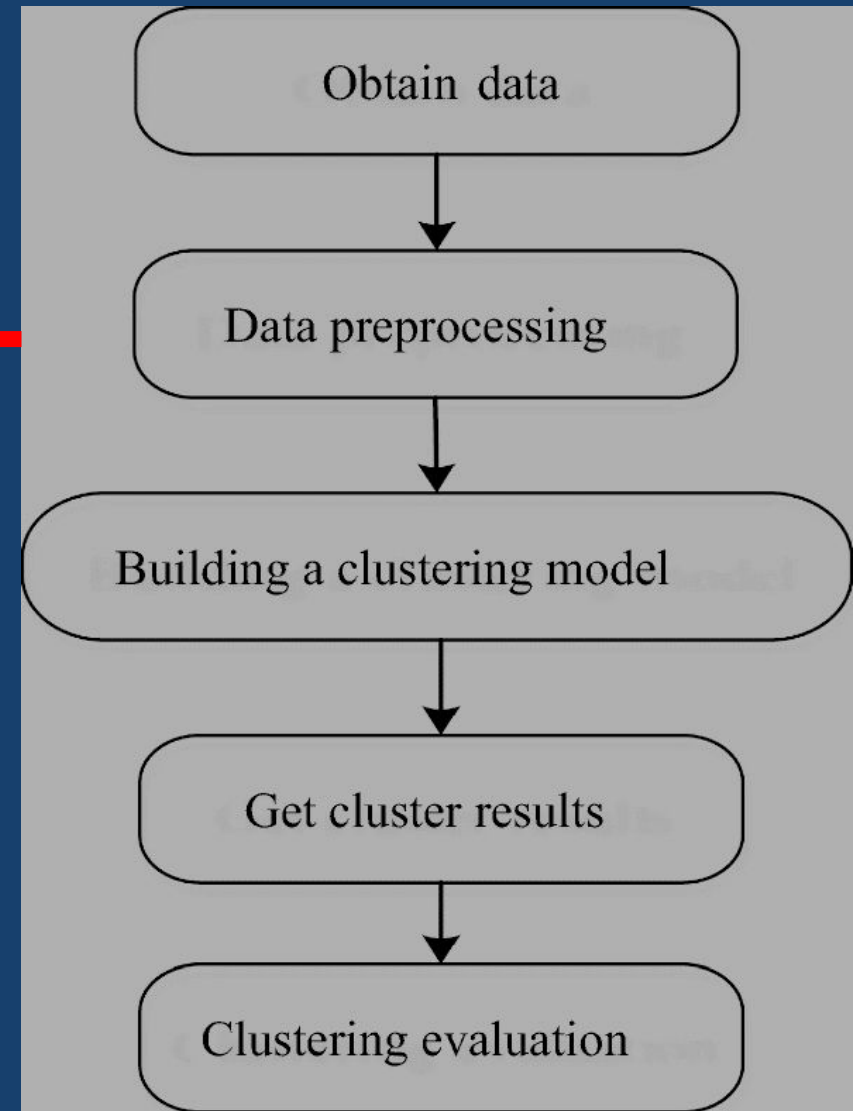 Obtain data
Data preprocessing
Building a clustering model
Get cluster results
Clustering evaluation